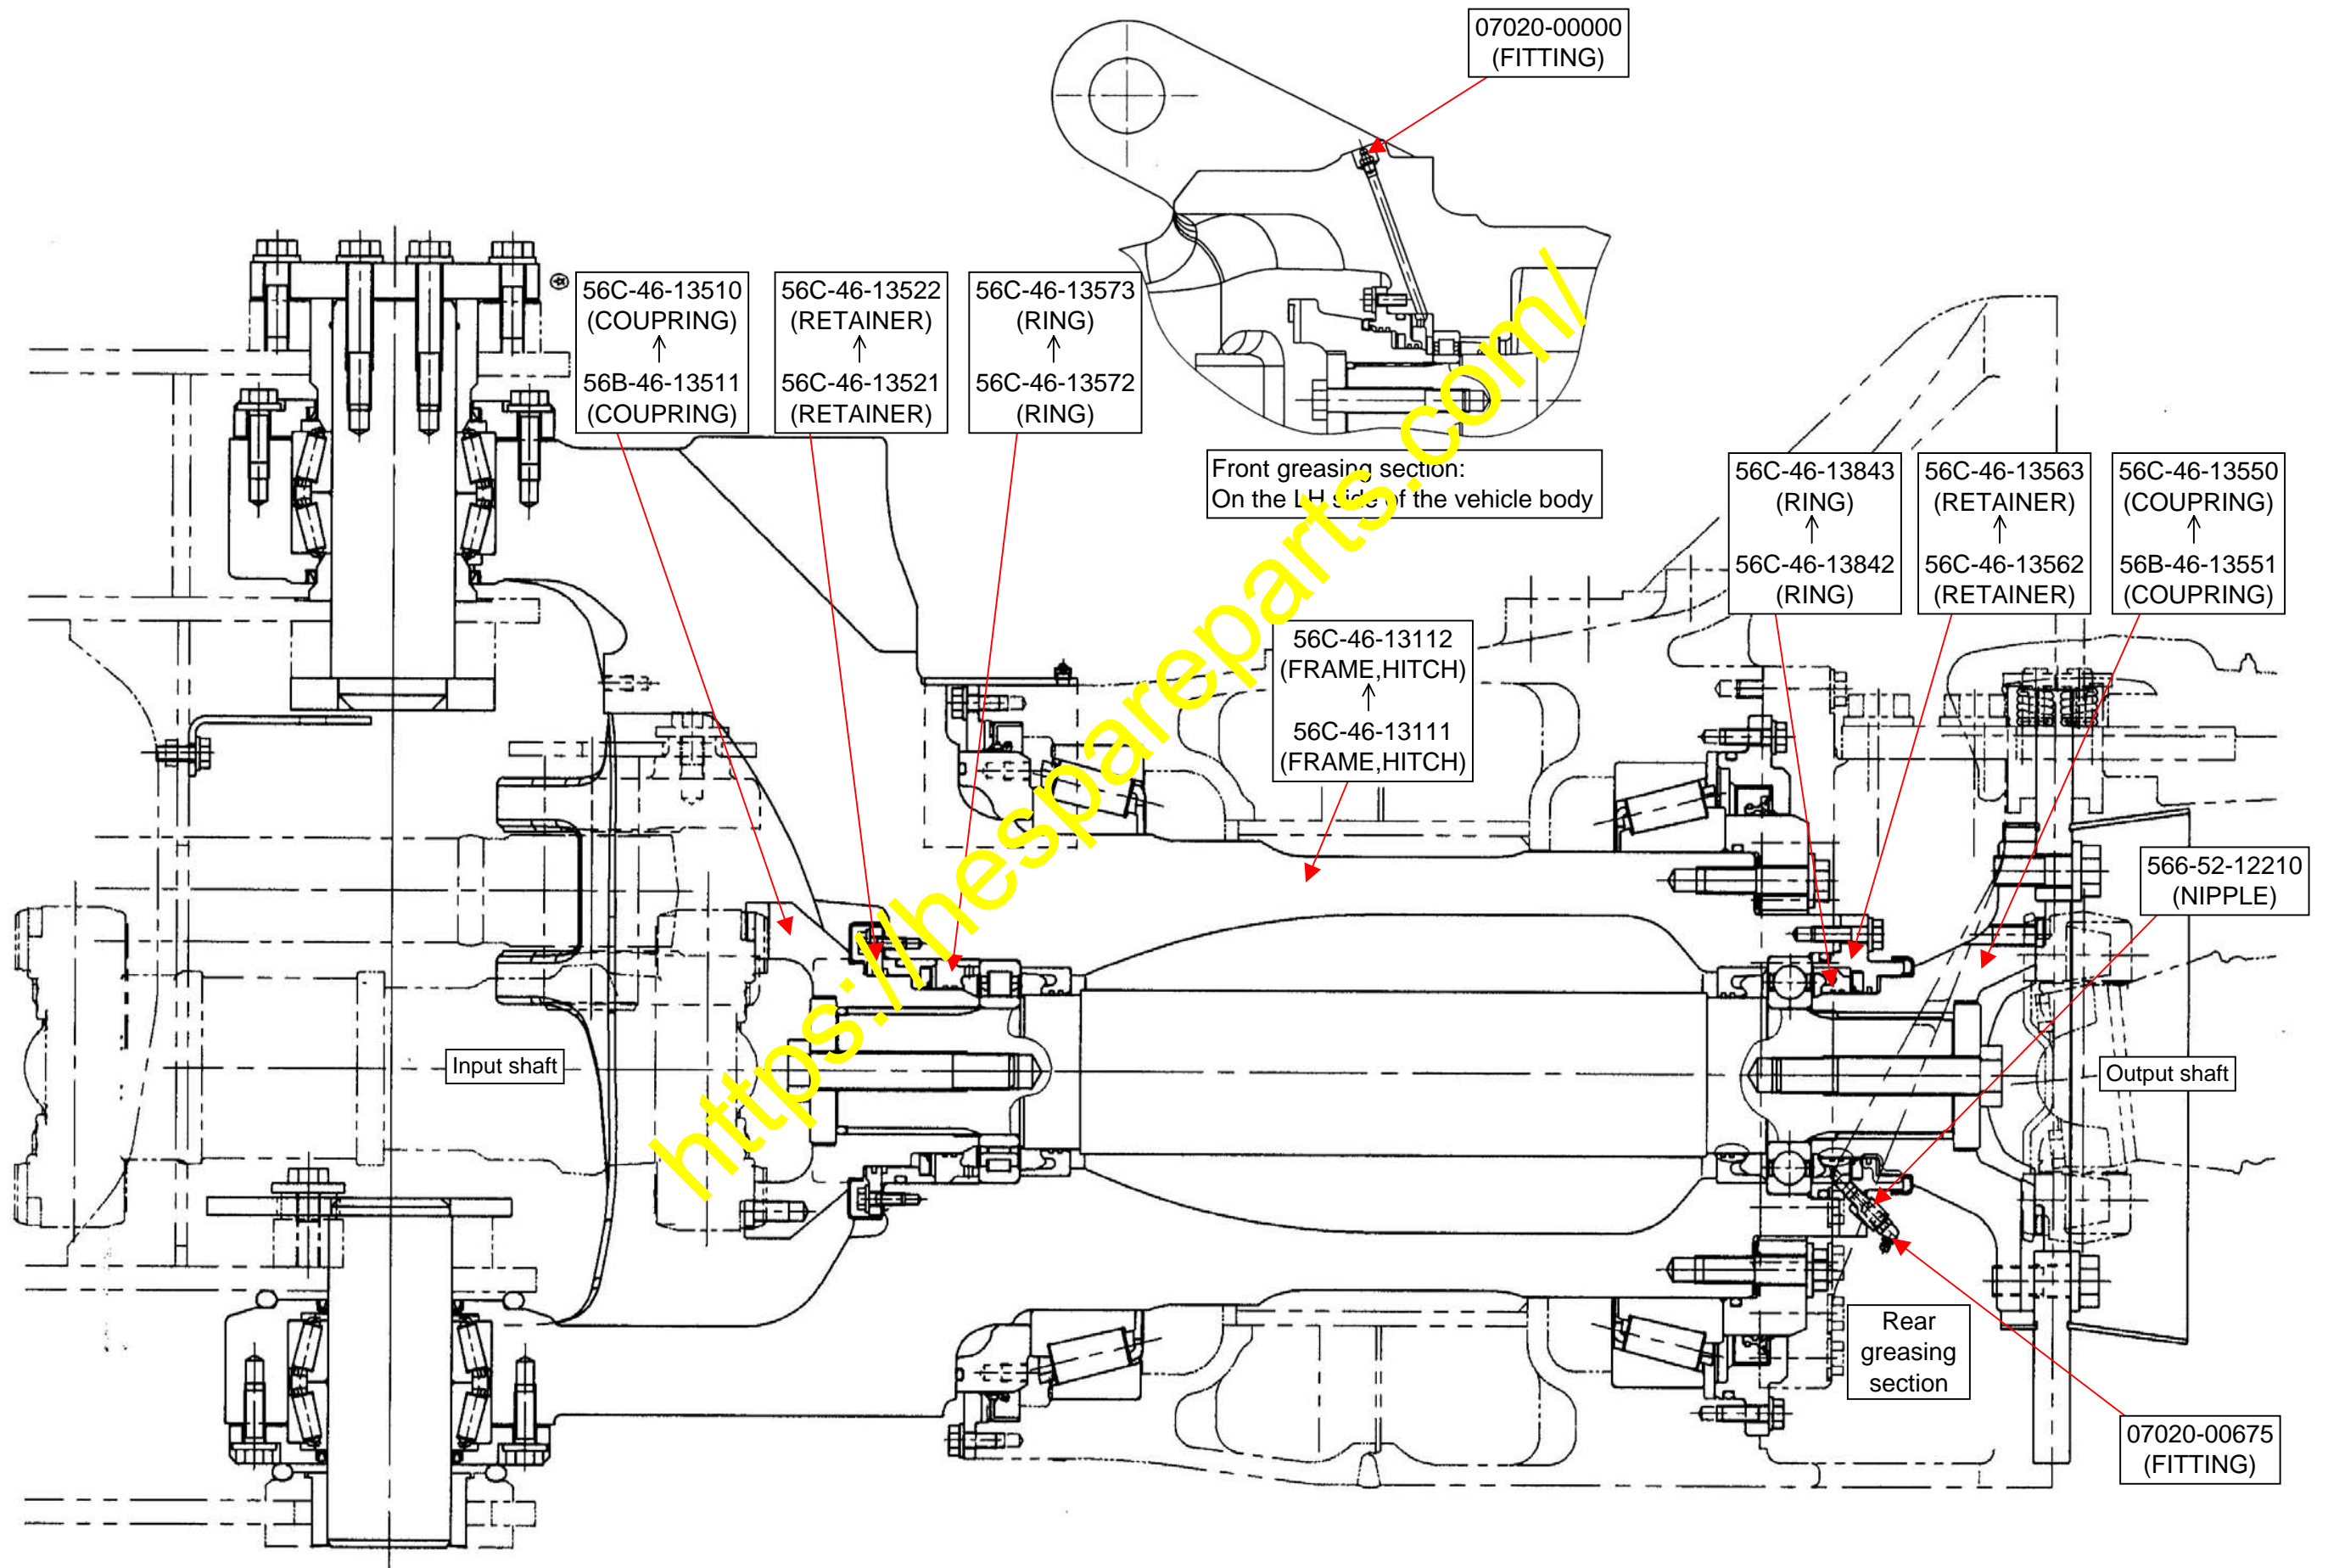 07020-00000
(FITTING)
56C-46-13510
(COUPRING)
↑
56B-46-13511
(COUPRING)
56C-46-13522
(RETAINER)
↑
56C-46-13521
(RETAINER)
56C-46-13573
(RING)
↑
56C-46-13572
(RING)
Front greasing section:
On the LH side of the vehicle body
56C-46-13843
(RING)
↑
56C-46-13842
(RING)
56C-46-13563
(RETAINER)
↑
56C-46-13562
(RETAINER)
56C-46-13550
(COUPRING)
↑
56B-46-13551
(COUPRING)
56C-46-13112
(FRAME,HITCH)
↑
56C-46-13111
(FRAME,HITCH)
566-52-12210
(NIPPLE)
Input shaft
Output shaft
Rear
greasing
section
07020-00675
(FITTING)
https://hespareparts.com/